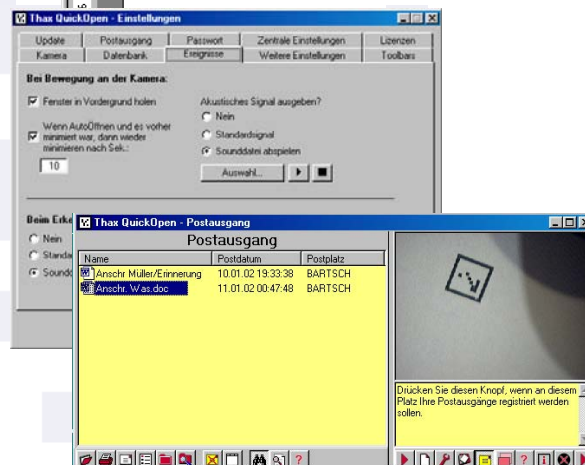 Thax QuickOpen - Einstellungen
Update Postausgang Passwort Zentrale Einstellungen Lizenzen
Kamera Datenbank Ereignisse Weitere Einstellungen Toolbars
Bei Bewegung an der Kamera:
Fenster in Vordergrund holen
Wenn AutoÖffnen und es vorher
minimiert war, dann wieder
minimieren nach Sek.:
10
Akustisches Signal ausgeben?
Nein
Standardsignal
Sounddatei abspielen
Auswahl...
Beim Erke
Nein
Standa
Soundd
Thax QuickOpen - Postausgang
Postausgang
Name Postdatum Postplatz
Anschr Müller/Erinnerung 10.01.02 19:33:38 BARTSCH
Anschr. Was.doc 11.01.02 00:47:48 BARTSCH
Drücken Sie diesen Knopf, wenn an diesem
Platz Ihre Postausgänge registriert werden
sollen.